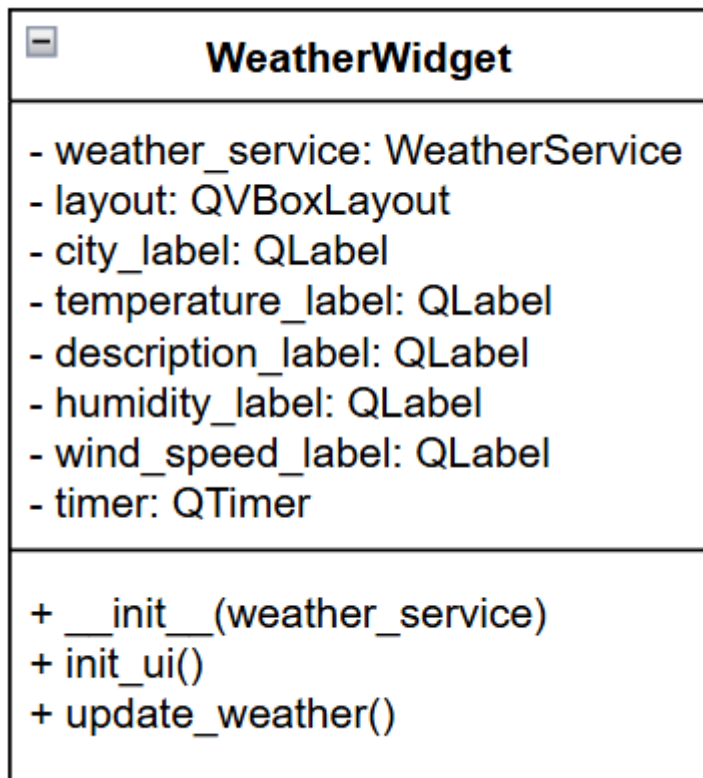 WeatherWidget
- weather_service: WeatherService
- layout: QVBoxLayout
- city_label: QLabel
- temperature_label: QLabel
- description_label: QLabel
- humidity_label: QLabel
- wind_speed_label: QLabel
- timer: QTimer
+ __init__(weather_service)
+ init_ui()
+ update_weather()